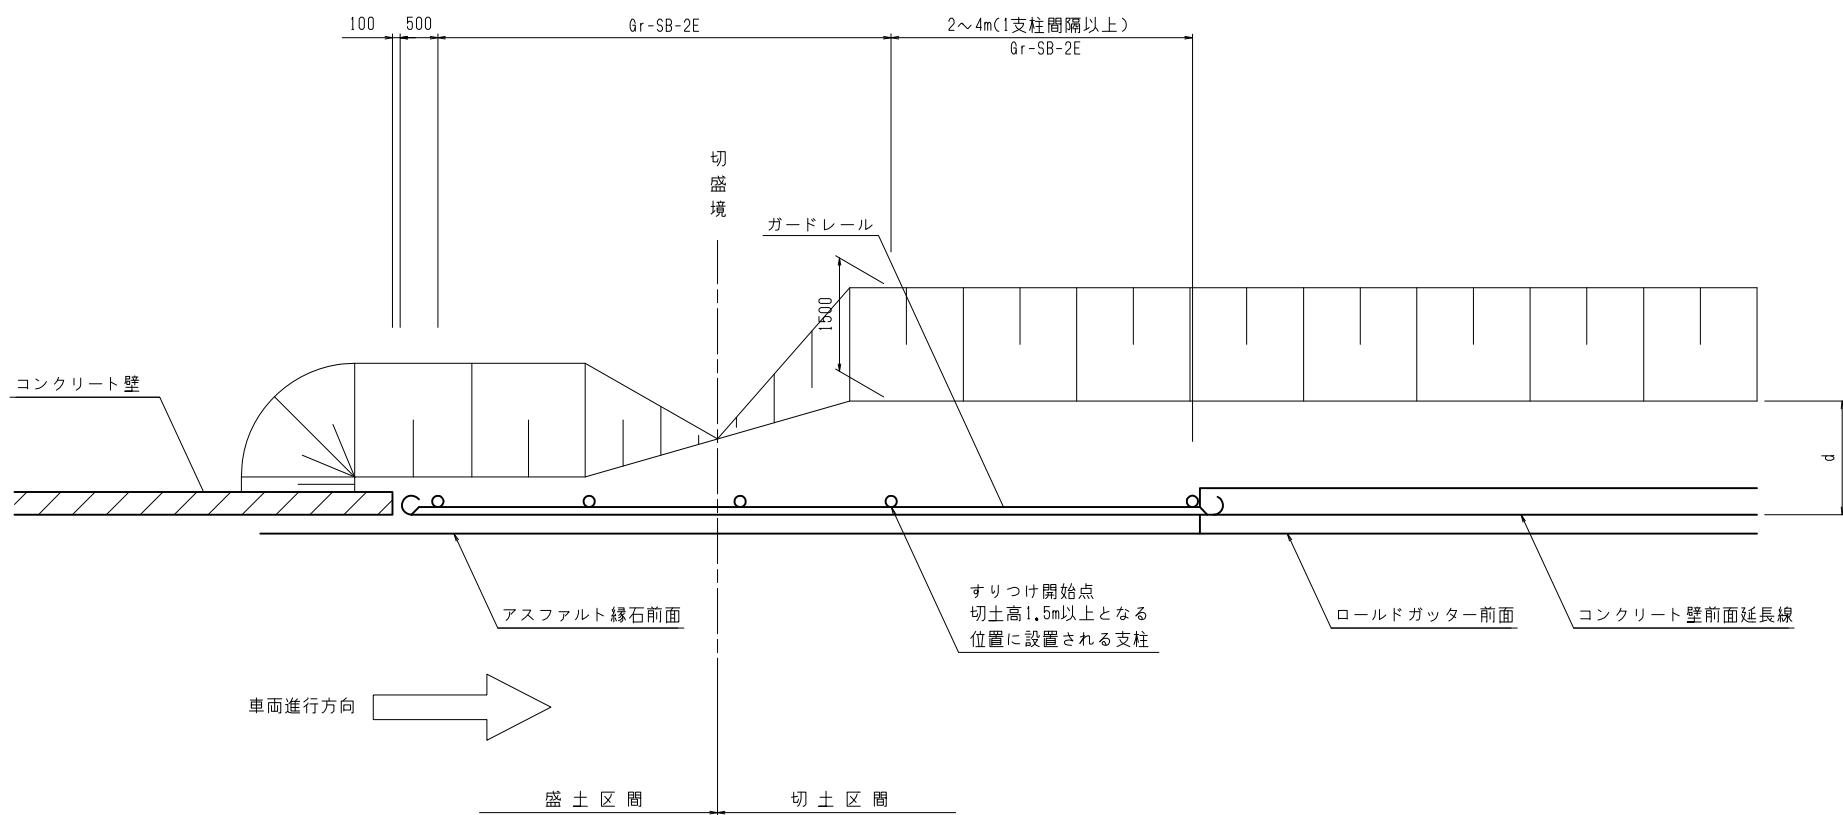 100
500
Gr-SB-2E
2～4m(1支柱間隔以上)
Gr-SB-2E
切盛境
ガードレール
1500
コンクリート壁
d
すりつけ開始点
切土高1.5m以上となる
位置に設置される支柱
アスファルト縁石前面
ロールドガッター前面
コンクリート壁前面延長線
車両進行方向
盛土区間
切土区間